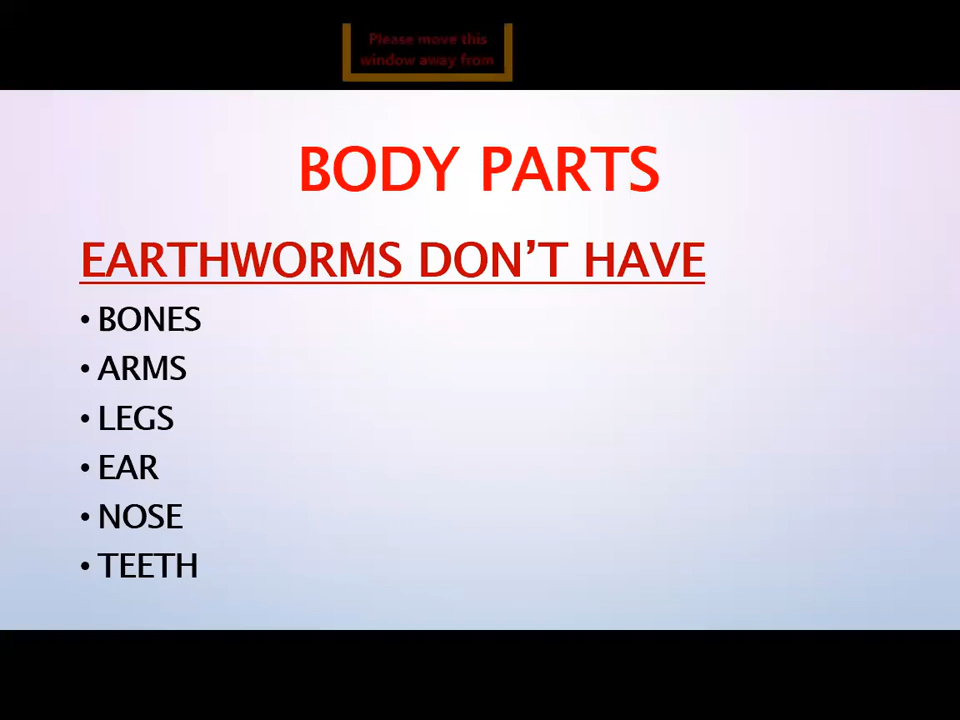 Please move this
window away from
BODY PARTS
EARTHWORMS DON'T HAVE
• BONES
• ARMS
• LEGS
• EAR
• NOSE
• TEETH